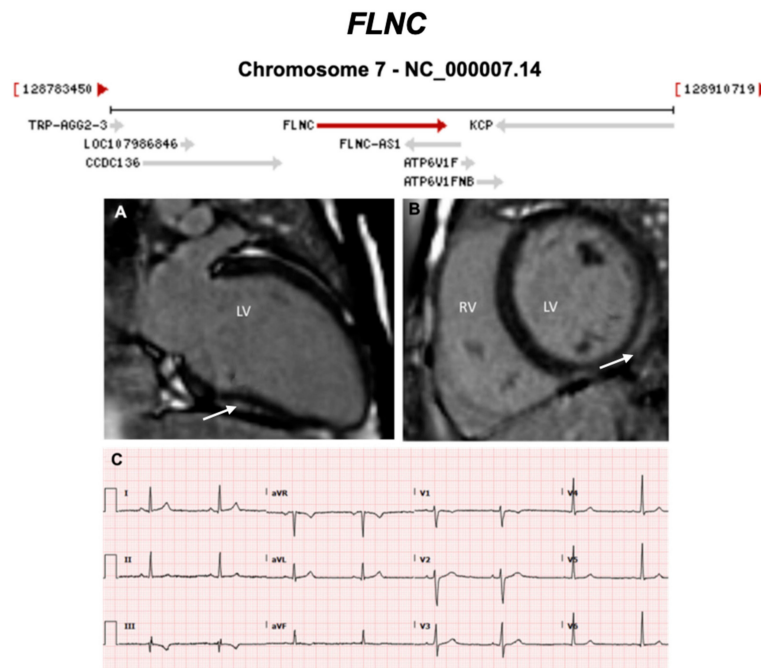 FLNC
Chromosome 7 - NC_000007.14
[ 128783450
[ 128910719
TRP-AGG2-3
FLNC
KCP
LOC107986846
FLNC-AS1
CCDC136
ATP6V1F
ATP6V1FNB
A
LV
B
RV
LV
C
I
aVR
V1
V4
II
aVL
V2
V5
III
aVF
V3
V6